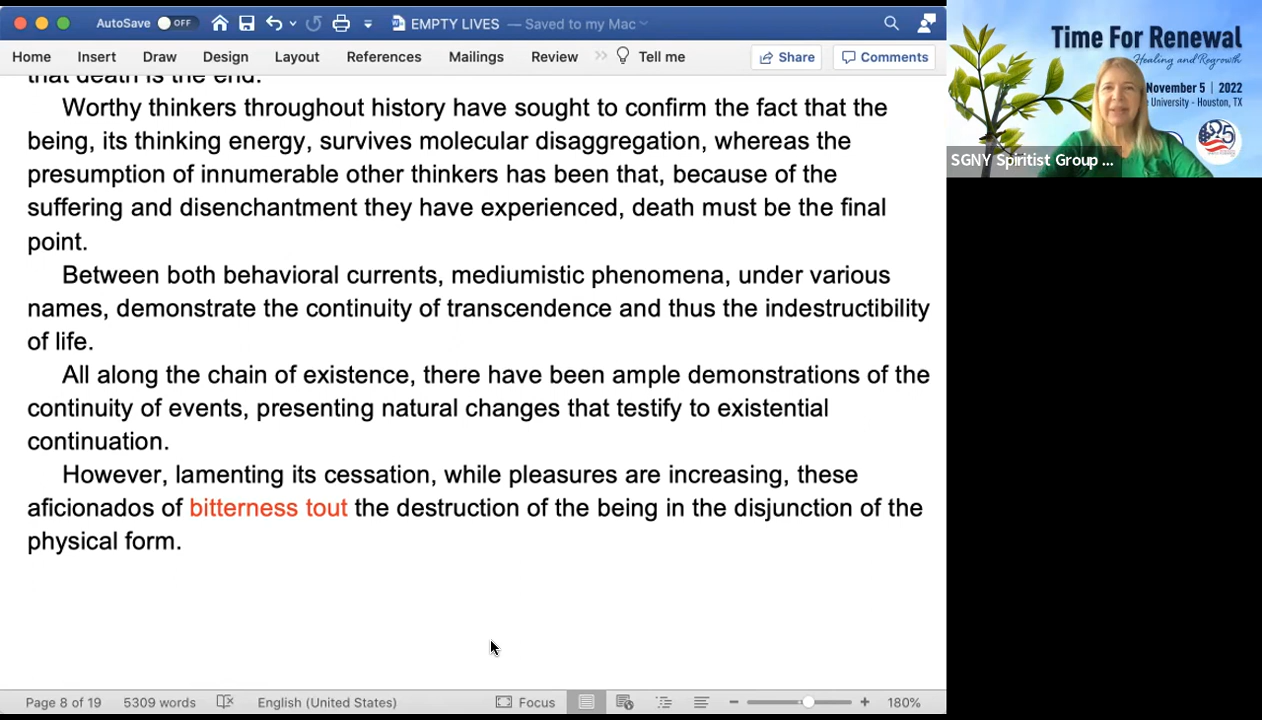 AutoSave OFF EMPTY LIVES — Saved to my Mac
Home Insert Draw Design Layout References Mailings Review Tell me Share Comments
that death is the end.
Worthy thinkers throughout history have sought to confirm the fact that the
being, its thinking energy, survives molecular disaggregation, whereas the
presumption of innumerable other thinkers has been that, because of the
suffering and disenchantment they have experienced, death must be the final
point.
Between both behavioral currents, mediumistic phenomena, under various
names, demonstrate the continuity of transcendence and thus the indestructibility
of life.
All along the chain of existence, there have been ample demonstrations of the
continuity of events, presenting natural changes that testify to existential
continuation.
However, lamenting its cessation, while pleasures are increasing, these
aficionados of bitterness tout the destruction of the being in the disjunction of the
physical form.
Page 8 of 19 5309 words English (United States) Focus 180%
Time For Renewal
Healing and Regrowth
November 5 | 2022
University - Houston, TX
25
SGNY Spiritist Group ...